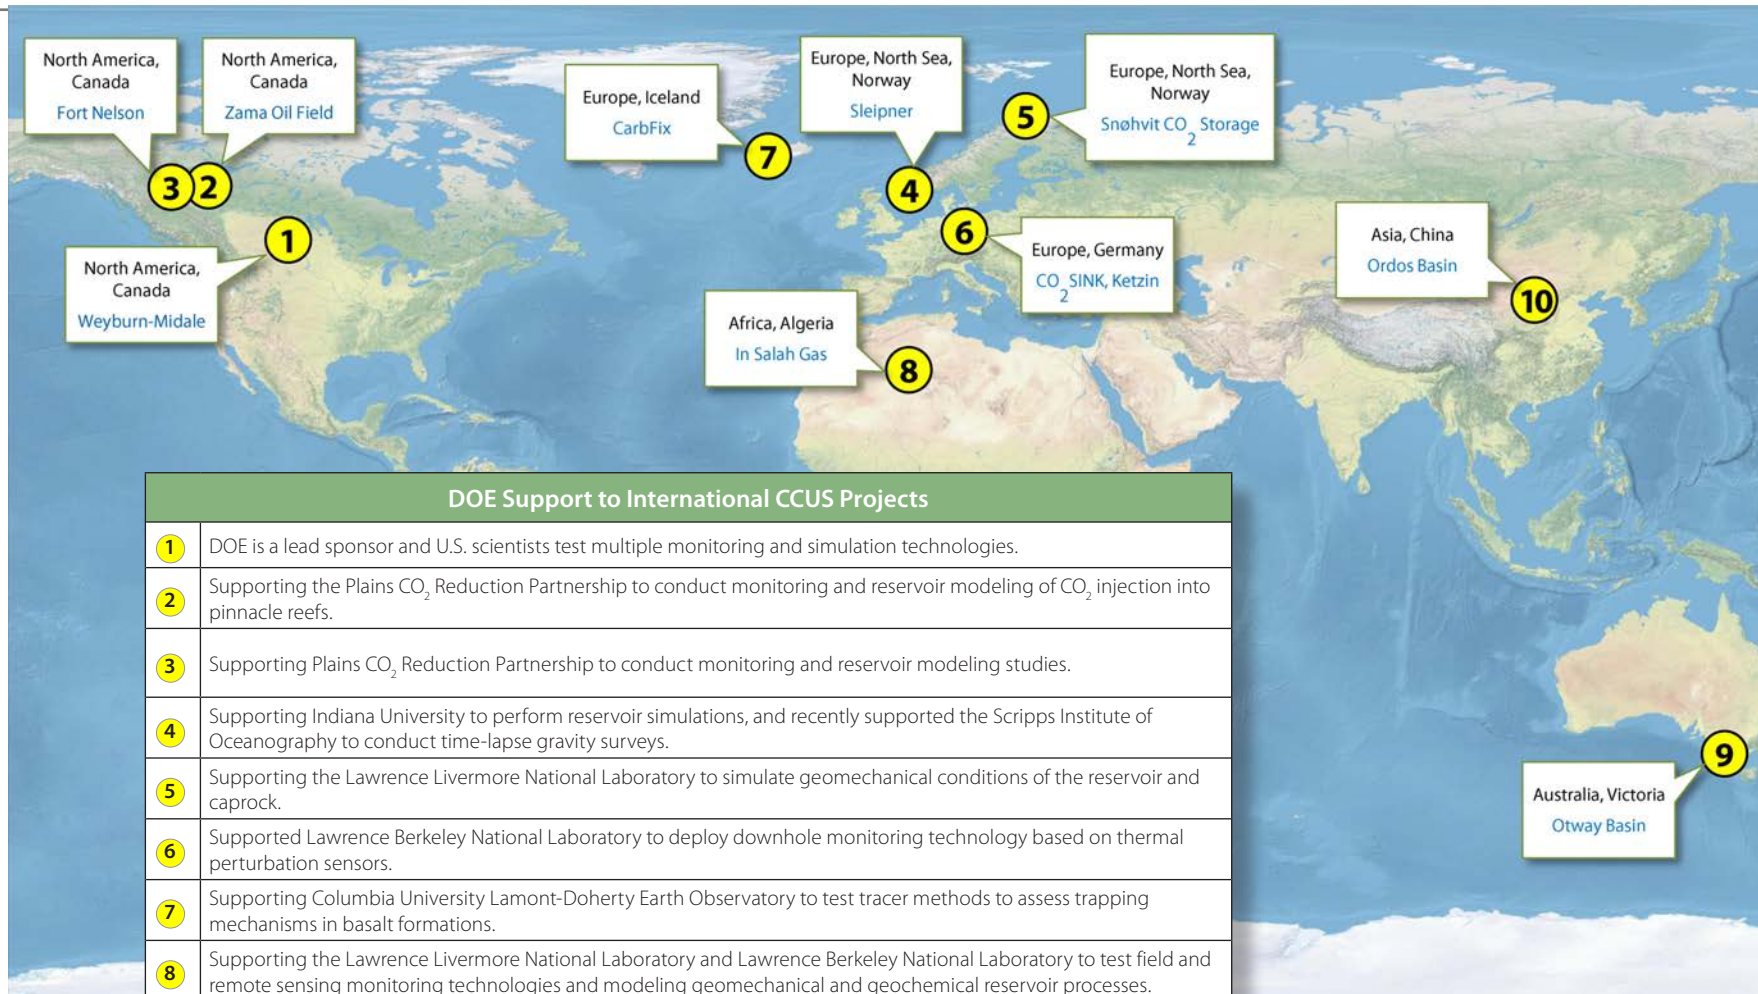 North America,
Canada
Fort Nelson
North America,
Canada
Zama Oil Field
Europe, Iceland
CarbFix
Europe, North Sea,
Norway
Sleipner
Europe, North Sea,
Norway
Snøhvit CO2 Storage
5
7
3
2
4
1
6
North America,
Canada
Weyburn-Midale
Europe, Germany
CO2SINK, Ketzin
Asia, China
Ordos Basin
10
Africa, Algeria
In Salah Gas
8
9
Australia, Victoria
Otway Basin
DOE Support to International CCUS Projects
1 DOE is a lead sponsor and U.S. scientists test multiple monitoring and simulation technologies.
2 Supporting the Plains CO2 Reduction Partnership to conduct monitoring and reservoir modeling of CO2 injection into
pinnacle reefs.
3 Supporting Plains CO2 Reduction Partnership to conduct monitoring and reservoir modeling studies.
4 Supporting Indiana University to perform reservoir simulations, and recently supported the Scripps Institute of
Oceanography to conduct time-lapse gravity surveys.
5 Supporting the Lawrence Livermore National Laboratory to simulate geomechanical conditions of the reservoir and
caprock.
6 Supported Lawrence Berkeley National Laboratory to deploy downhole monitoring technology based on thermal
perturbation sensors.
7 Supporting Columbia University Lamont-Doherty Earth Observatory to test tracer methods to assess trapping
mechanisms in basalt formations.
8 Supporting the Lawrence Livermore National Laboratory and Lawrence Berkeley National Laboratory to test field and
remote sensing monitoring technologies and modeling geomechanical and geochemical reservoir processes.